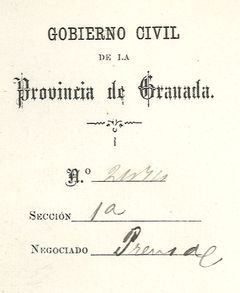 GOBIERNO CIVIL
DE LA
Provincia de Granada.
N.º
SECCIÓN 1a
NEGOCIADO Prensa